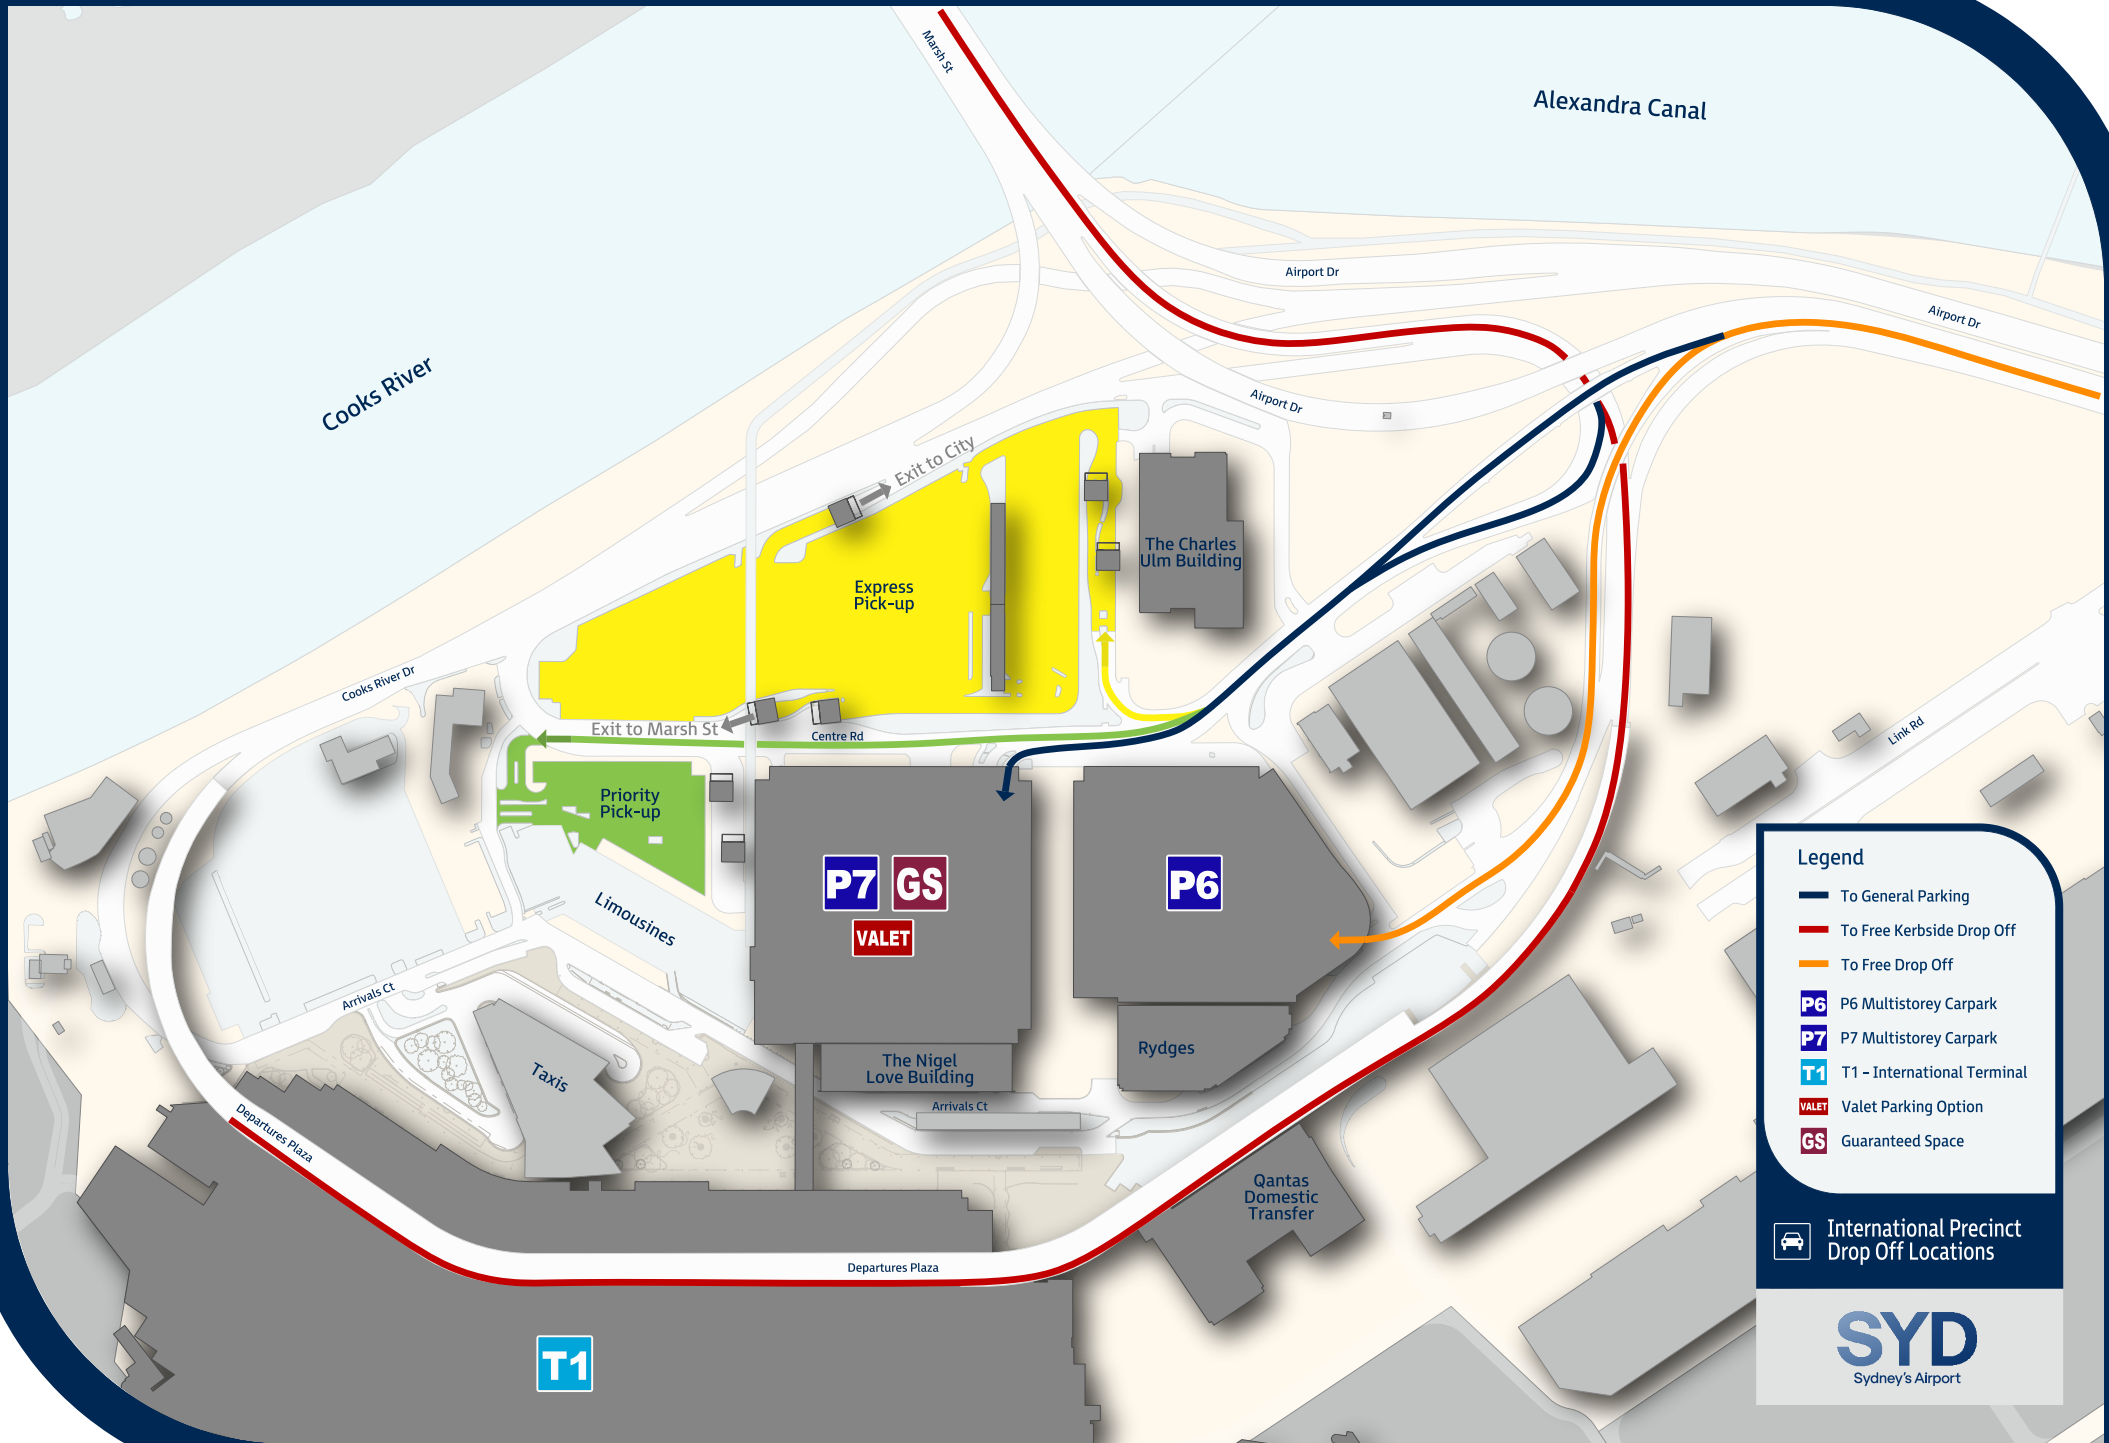 Marsh St
Alexandra Canal
Airport Dr
Airport Dr
Cooks River
Airport Dr
Exit to City
The Charles
Ulm Building
Express
Pick-up
Cooks River Dr
Exit to Marsh St
Centre Rd
Link Rd
Priority
Pick-up
P7
GS
VALET
P6
Limousines
Arrivals Ct
Taxis
The Nigel
Love Building
Rydges
Arrivals Ct
Departures Plaza
Qantas
Domestic
Transfer
Departures Plaza
T1
Legend
To General Parking
To Free Kerbside Drop Off
To Free Drop Off
P6 P6 Multistorey Carpark
P7 P7 Multistorey Carpark
T1 T1 - International Terminal
VALET Valet Parking Option
GS Guaranteed Space
International Precinct
Drop Off Locations
SYD
Sydney's Airport